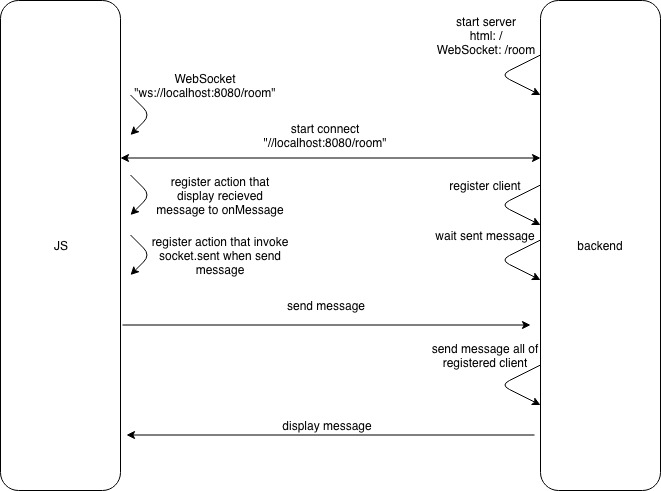 start server
html: /
WebSocket: /room
WebSocket
"ws://localhost:8080/room"
start connect
"//localhost:8080/room"
register action that
display recieved
message to onMessage
register client
register action that invoke
socket.sent when send
message
wait sent message
JS
backend
send message
send message all of
registered client
display message